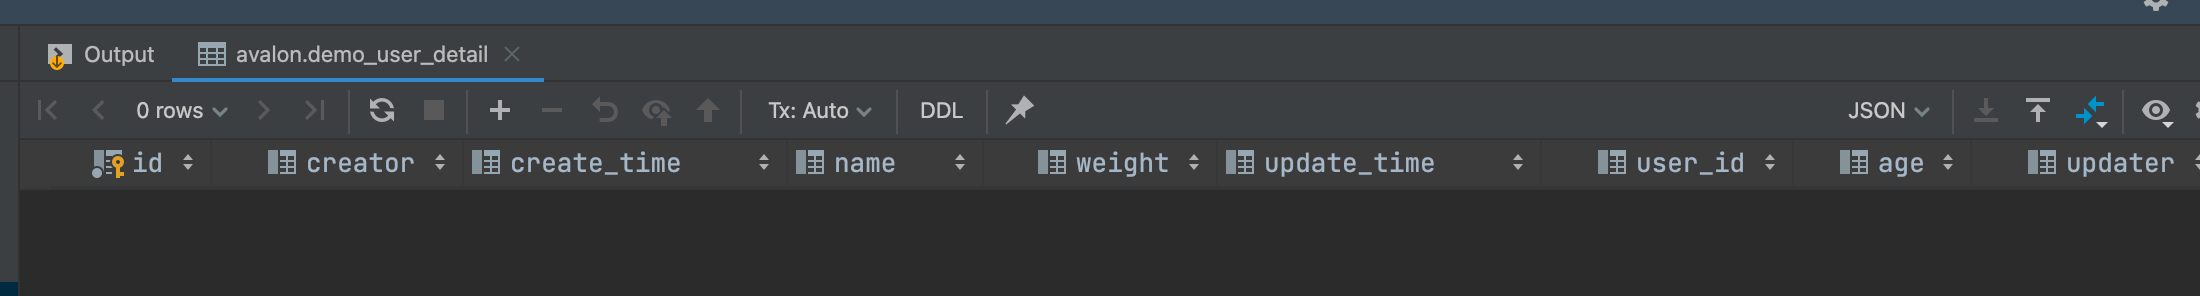 Output avalon.demo_user_detail
0 rows Tx: Auto DDL JSON
id creator create_time name weight update_time user_id age updater